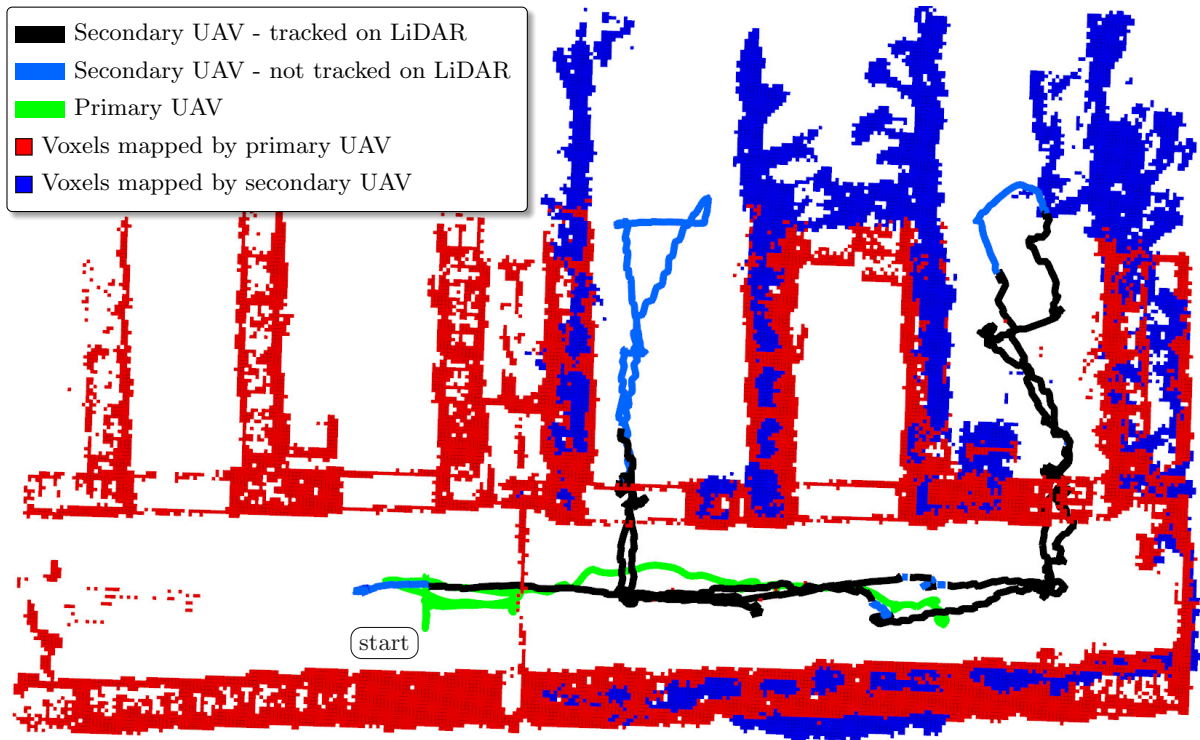 Secondary UAV - tracked on LiDAR
Secondary UAV - not tracked on LiDAR
Primary UAV
Voxels mapped by primary UAV
Voxels mapped by secondary UAV
start